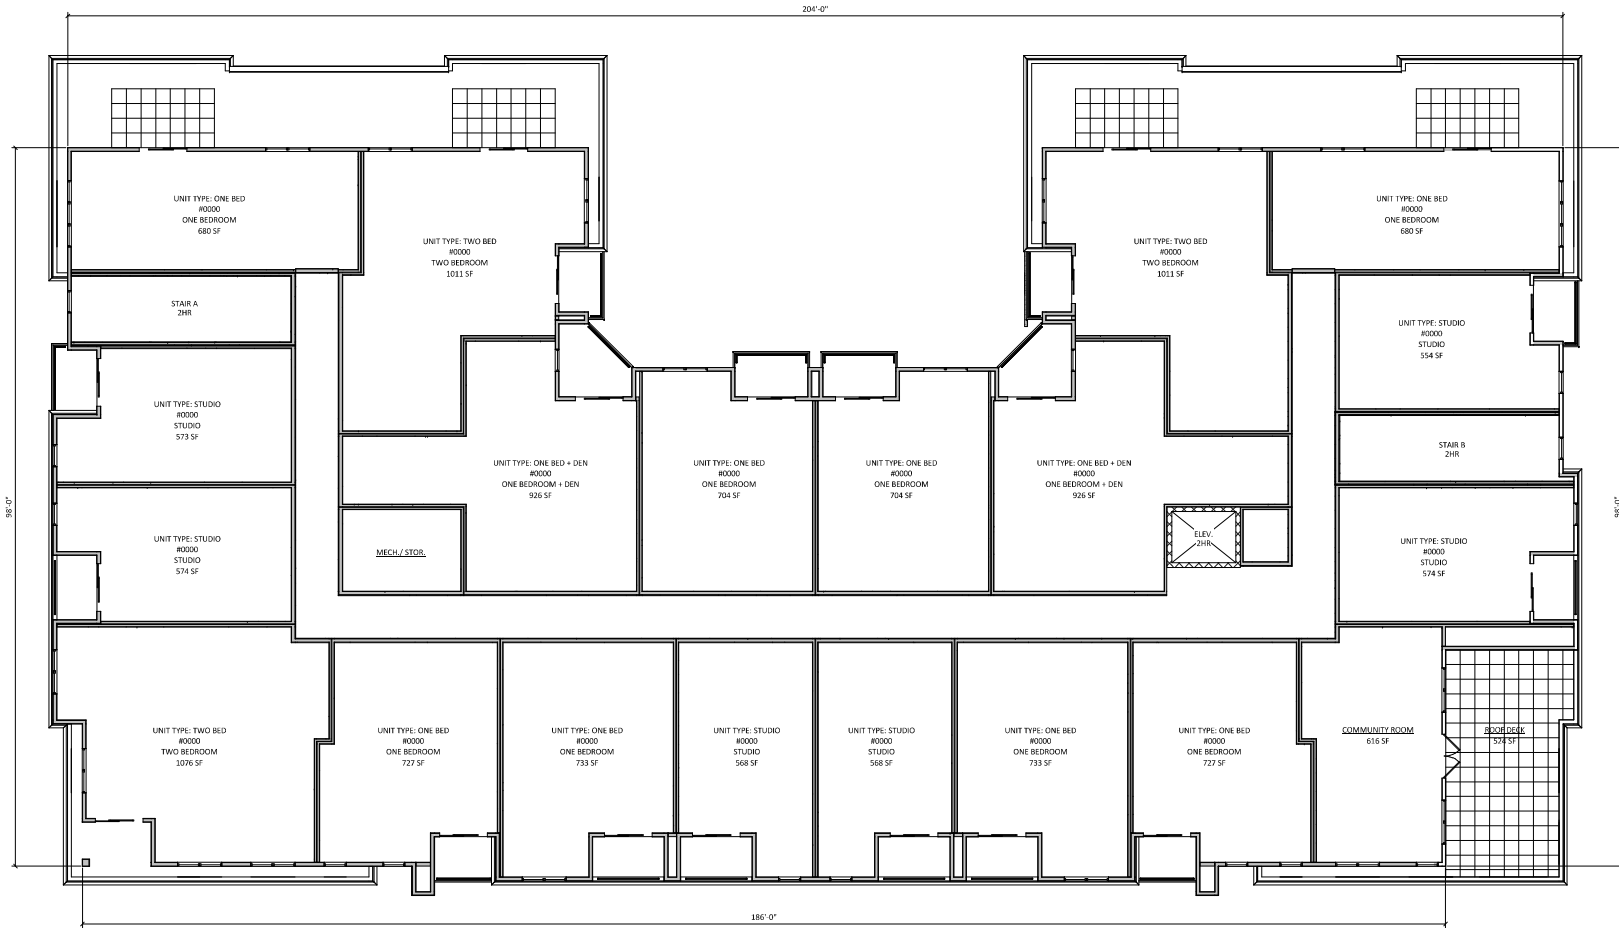 204'-0"
UNIT TYPE: ONE BED
#0000
ONE BEDROOM
680 SF
UNIT TYPE: TWO BED
#0000
TWO BEDROOM
1011 SF
UNIT TYPE: TWO BED
#0000
TWO BEDROOM
1011 SF
UNIT TYPE: ONE BED
#0000
ONE BEDROOM
680 SF
STAIR A
2HR
UNIT TYPE: STUDIO
#0000
STUDIO
554 SF
UNIT TYPE: STUDIO
#0000
STUDIO
573 SF
STAIR B
2HR
UNIT TYPE: ONE BED + DEN
#0000
ONE BEDROOM + DEN
926 SF
UNIT TYPE: ONE BED
#0000
ONE BEDROOM
704 SF
UNIT TYPE: ONE BED
#0000
ONE BEDROOM
704 SF
UNIT TYPE: ONE BED + DEN
#0000
ONE BEDROOM + DEN
926 SF
98'-0"
98'-0"
UNIT TYPE: STUDIO
#0000
STUDIO
574 SF
MECH./ STOR.
ELEV.
2HR
UNIT TYPE: STUDIO
#0000
STUDIO
574 SF
UNIT TYPE: TWO BED
#0000
TWO BEDROOM
1076 SF
UNIT TYPE: ONE BED
#0000
ONE BEDROOM
727 SF
UNIT TYPE: ONE BED
#0000
ONE BEDROOM
733 SF
UNIT TYPE: STUDIO
#0000
STUDIO
568 SF
UNIT TYPE: STUDIO
#0000
STUDIO
568 SF
UNIT TYPE: ONE BED
#0000
ONE BEDROOM
733 SF
UNIT TYPE: ONE BED
#0000
ONE BEDROOM
727 SF
COMMUNITY ROOM
616 SF
ROOF DECK
524 SF
186'-0"